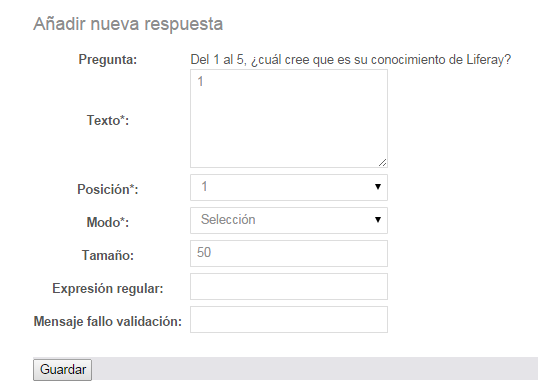 Añadir nueva respuesta
Pregunta: Del 1 al 5, ¿cuál cree que es su conocimiento de Liferay?
Texto*: 1
Posición*: 1
Modo*: Selección
Tamaño: 50
Expresión regular:
Mensaje fallo validación:
Guardar